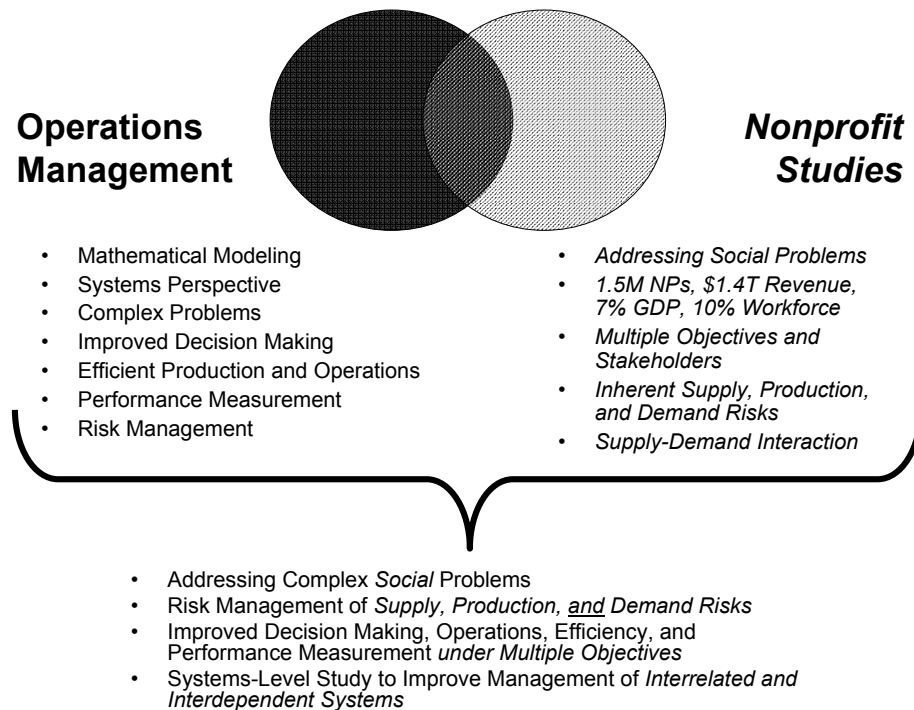 Operations
Management
Nonprofit
Studies
• Mathematical Modeling
• Systems Perspective
• Complex Problems
• Improved Decision Making
• Efficient Production and Operations
• Performance Measurement
• Risk Management
• Addressing Social Problems
• 1.5M NPs, $1.4T Revenue,
7% GDP, 10% Workforce
• Multiple Objectives and
Stakeholders
• Inherent Supply, Production,
and Demand Risks
• Supply-Demand Interaction
• Addressing Complex Social Problems
• Risk Management of Supply, Production, and Demand Risks
• Improved Decision Making, Operations, Efficiency, and
Performance Measurement under Multiple Objectives
• Systems-Level Study to Improve Management of Interrelated and
Interdependent Systems